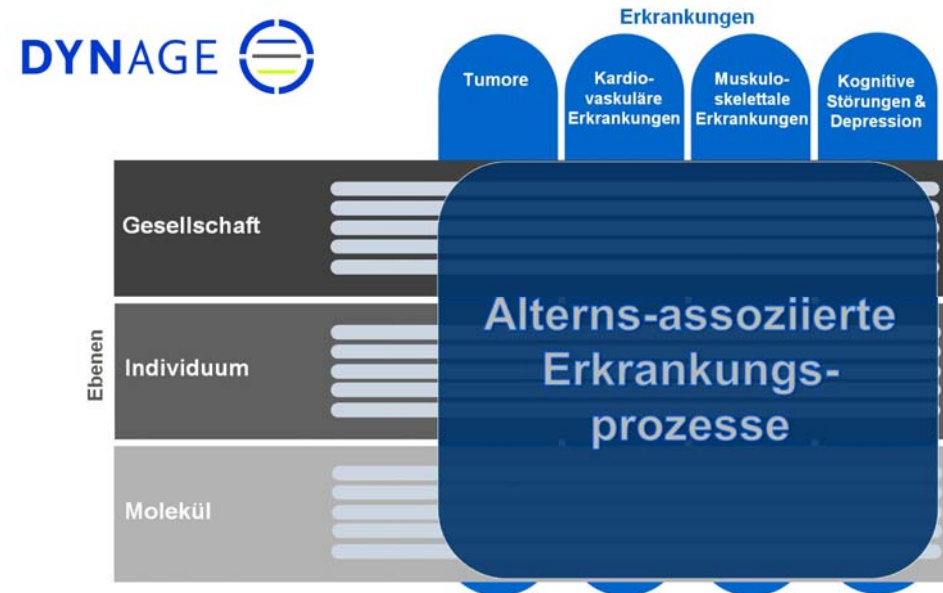 DYNAGE
Erkrankungen
Tumore
Kardio-
vaskuläre
Erkrankungen
Muskulo-
skelettale
Erkrankungen
Kognitive
Störungen &
Depression
Ebenen
Gesellschaft
Individuum
Molekül
Alterns-assoziierte
Erkrankungs-
prozesse